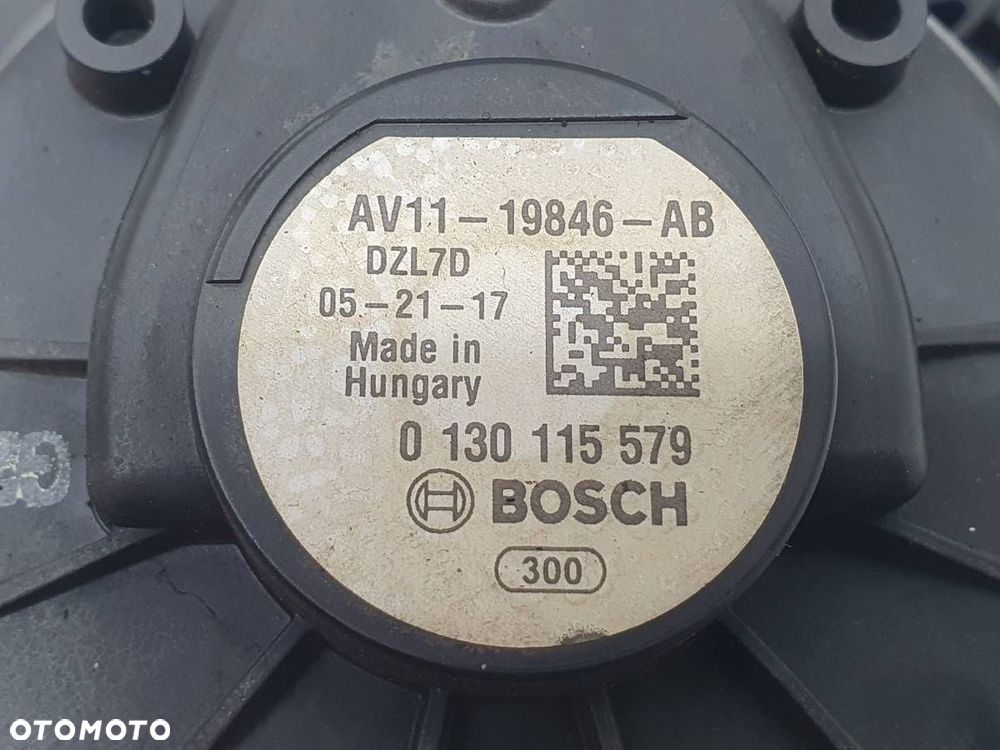 AV11-19846-AB
DZL7D
05-21-17
Made in
Hungary
0 130 115 579
BOSCH
300
OTOMOTO